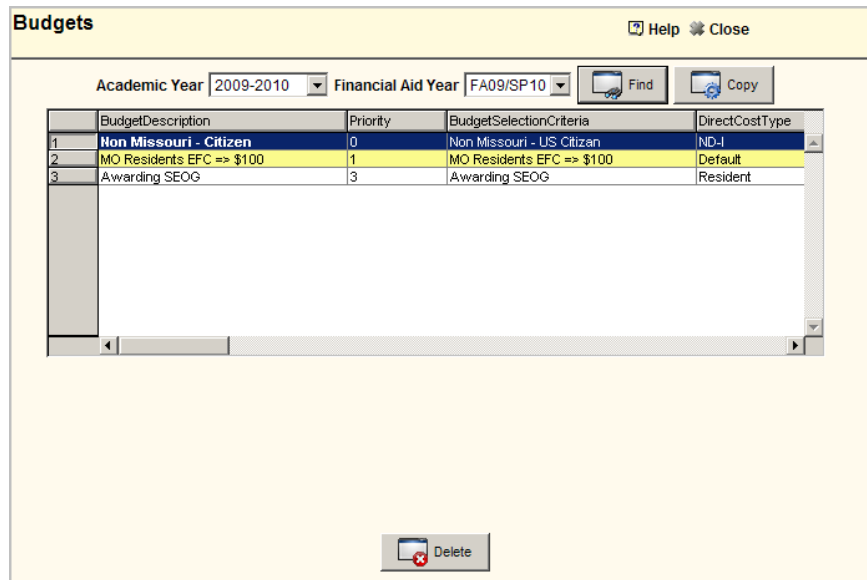 Budgets
Help Close
Academic Year 2009-2010 Financial Aid Year FA09/SP10 Find Copy
BudgetDescription Priority BudgetSelectionCriteria DirectCostType
1 Non Missouri - Citizen 0 Non Missouri - US Citizan ND-I
2 MO Residents EFC => $100 1 MO Residents EFC => $100 Default
3 Awarding SEOG 3 Awarding SEOG Resident
Delete